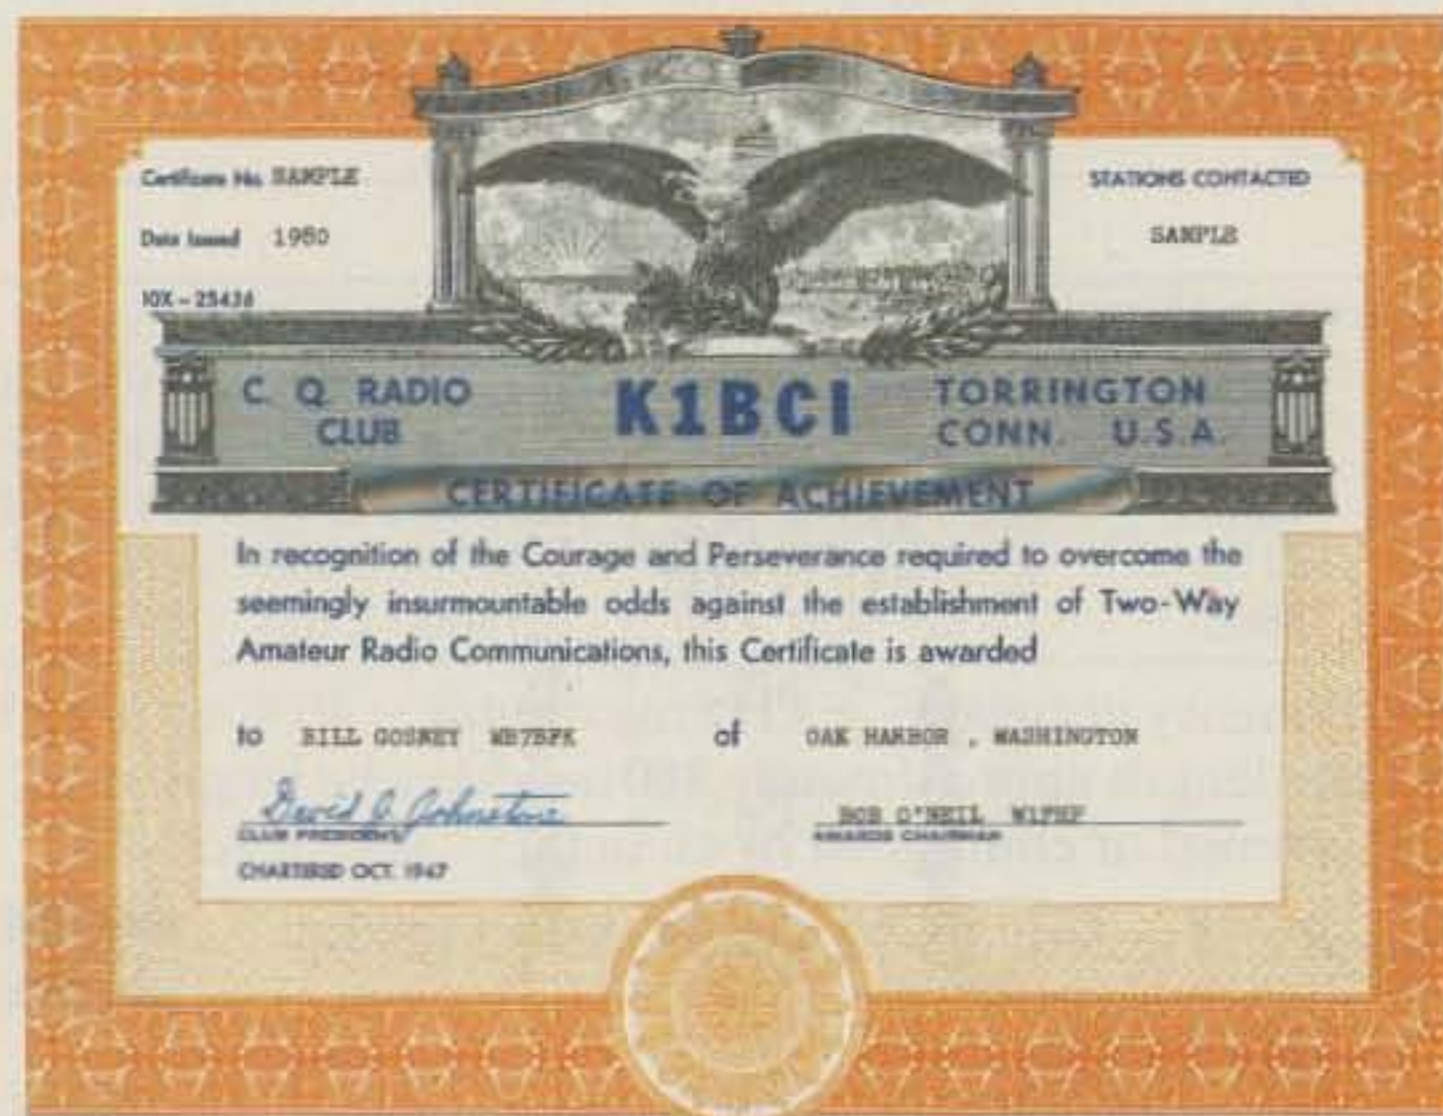 Certificate No. SAMPLE
Date Issued 1980
10X - 25436
STATIONS CONTACTED
SAMPLE
C. Q. RADIO CLUB
K1BCI
TORRINGTON CONN. U.S.A.
CERTIFICATE OF ACHIEVEMENT
In recognition of the Courage and Perseverance required to overcome the
seemingly insurmountable odds against the establishment of Two-Way
Amateur Radio Communications, this Certificate is awarded
to BILL GOSNEY WB7BFK of OAK HARBOR , WASHINGTON
David Johnstone
BOB O'NEIL W1FHP
CLUB PRESIDENT
AWARDS CHAIRMAN
CHARTERED OCT. 1947